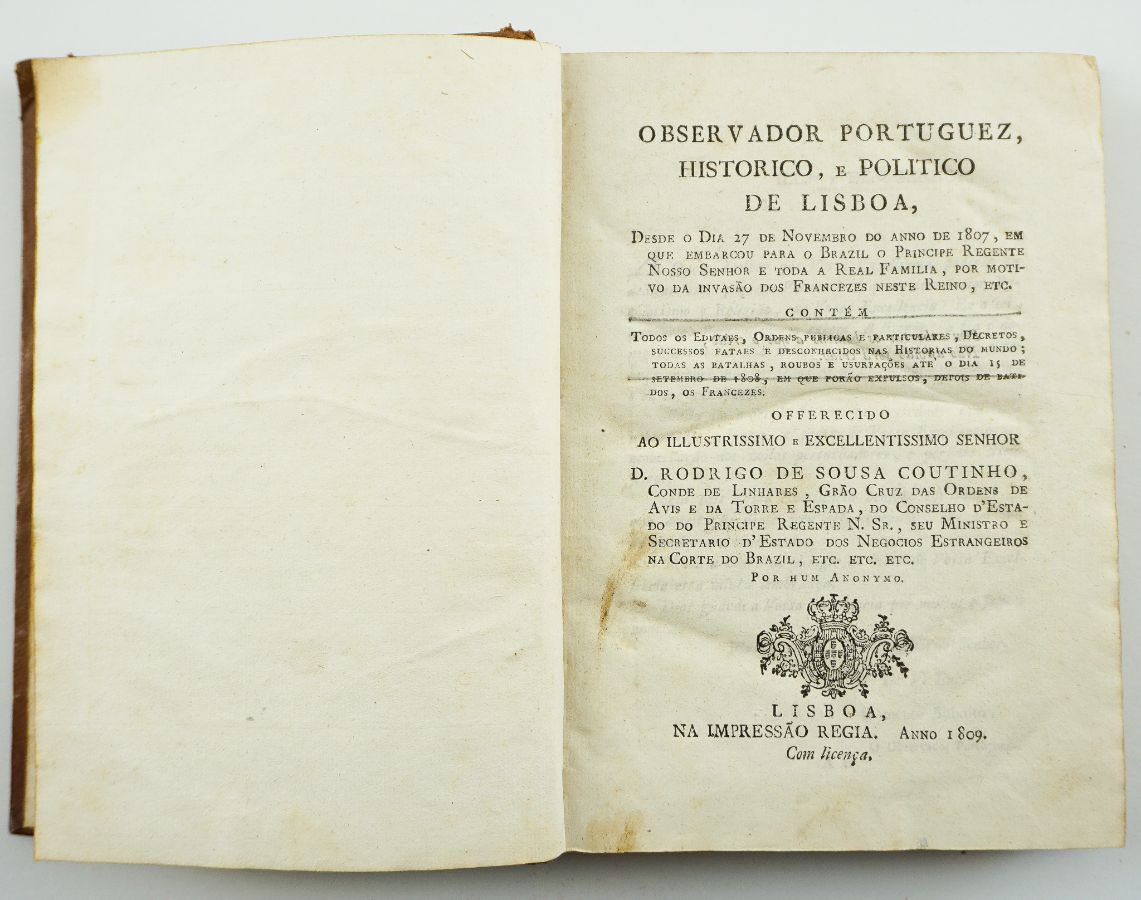 OBSERVADOR PORTUGUEZ,
HISTORICO, E POLITICO
DE LISBOA,
DESDE O DIA 27 DE NOVEMBRO DO ANNO DE 1807, EM
QUE EMBARCOU PARA O BRAZIL O PRINCIPE REGENTE
NOSSO SENHOR E TODA A REAL FAMILIA, POR MOTI-
VO DA INVASÃO DOS FRANCEZES NESTE REINO, ETC.
CONTÉM
TODOS OS EDITAES, ORDENS PUBLICAS E PARTICULARES, DECRETOS,
SUCCESSOS FATAES E DESCONHECIDOS NAS HISTORIAS DO MUNDO;
TODAS AS BATALHAS, ROUBOS E USURPAÇÕES ATÉ O DIA 15 DE
SETEMBRO DE 1808, EM QUE FORÃO EXPULSOS, DEPOIS DE BATI-
DOS, OS FRANCEZES.
OFFERECIDO
AO ILLUSTRISSIMO E EXCELLENTISSIMO SENHOR
D. RODRIGO DE SOUSA COUTINHO,
CONDE DE LINHARES, GRÃO CRUZ DAS ORDENS DE
AVIS E DA TORRE E ESPADA, DO CONSELHO D'ESTA-
DO DO PRINCIPE REGENTE N. SR., SEU MINISTRO E
SECRETARIO D'ESTADO DOS NEGOCIOS ESTRANGEIROS
NA CORTE DO BRAZIL, ETC. ETC. ETC.
POR HUM ANONYMO.
LISBOA,
NA IMPRESSÃO REGIA. ANNO 1809.
Com licença.